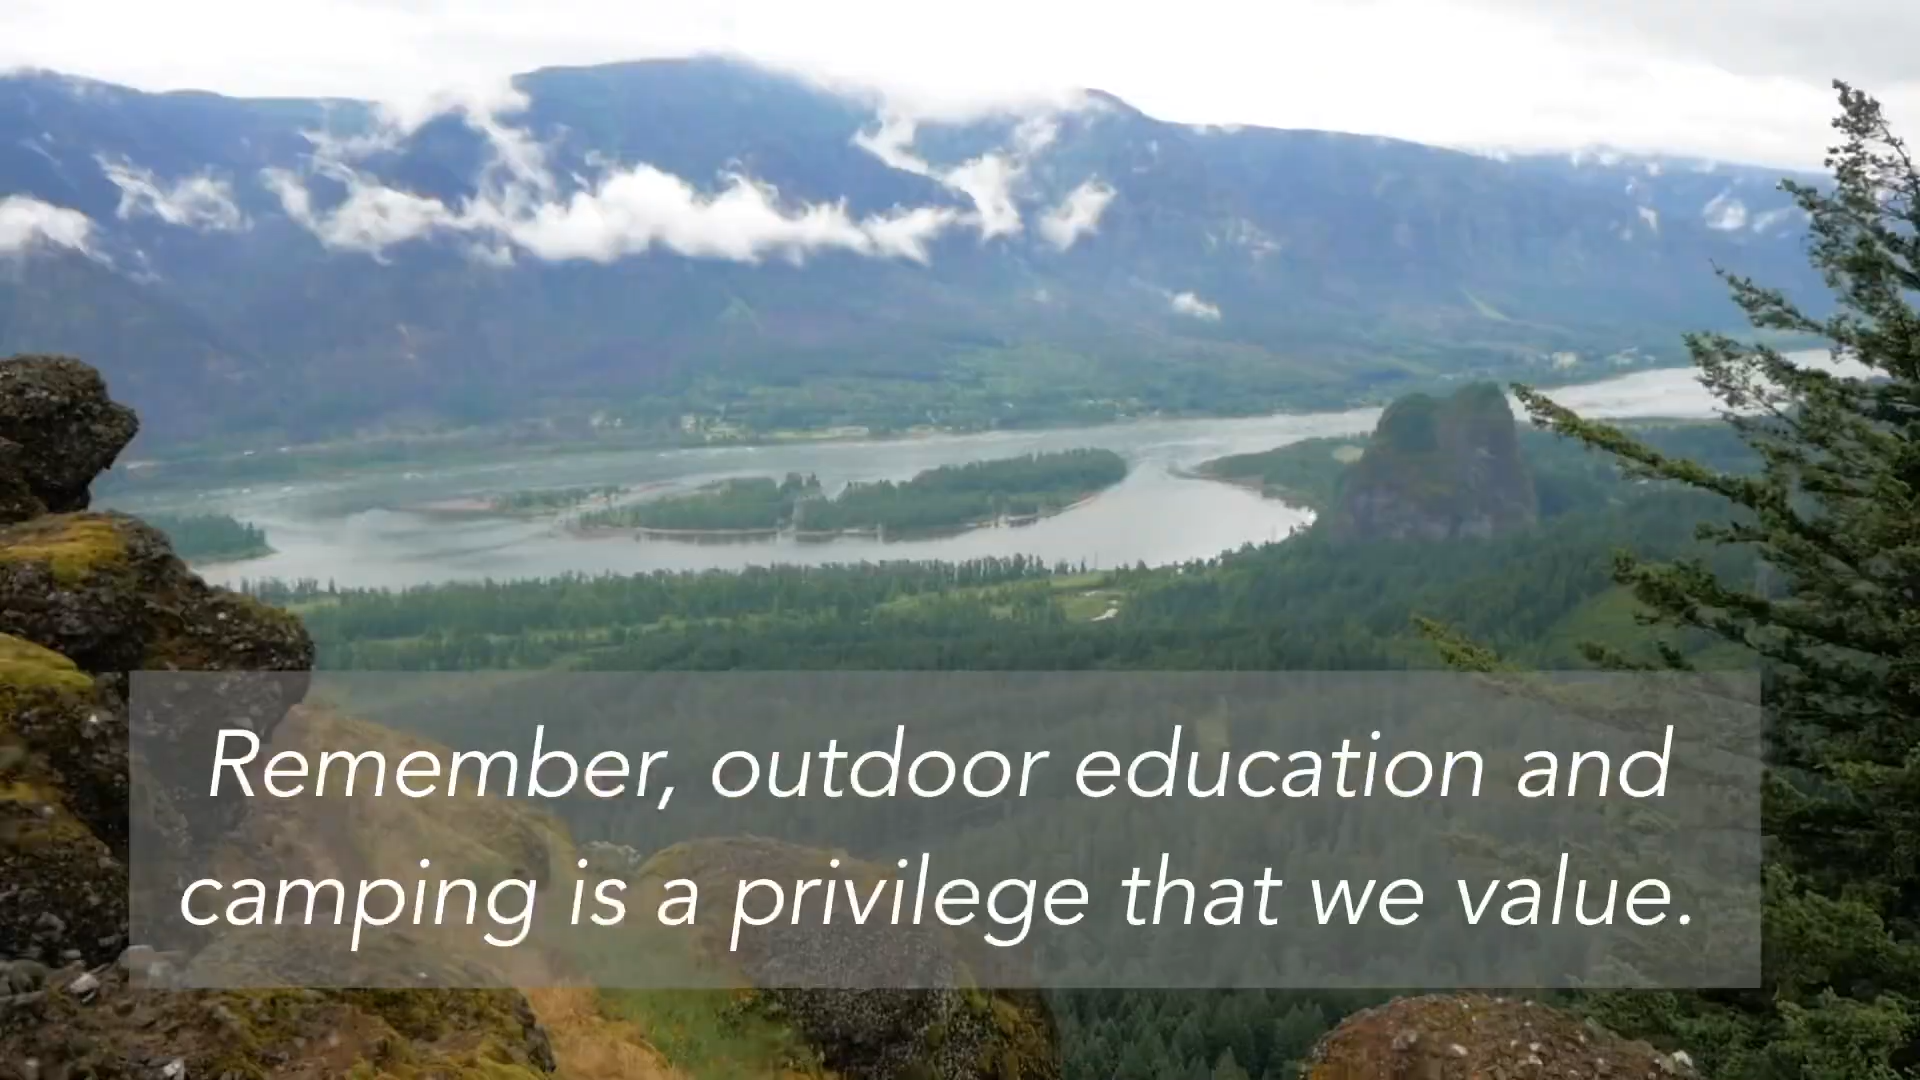 Remember, outdoor education and
camping is a privilege that we value.